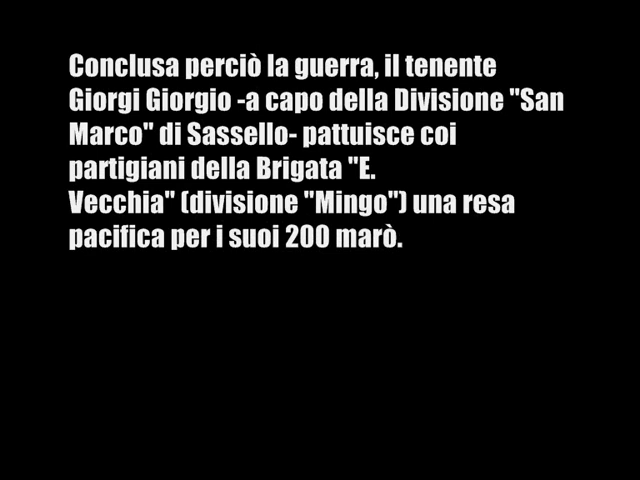 Conclusa perciò la guerra, il tenente
Giorgi Giorgio -a capo della Divisione "San
Marco" di Sassello- pattuisce coi
partigiani della Brigata "E.
Vecchia" (divisione "Mingo") una resa
pacifica per i suoi 200 marò.